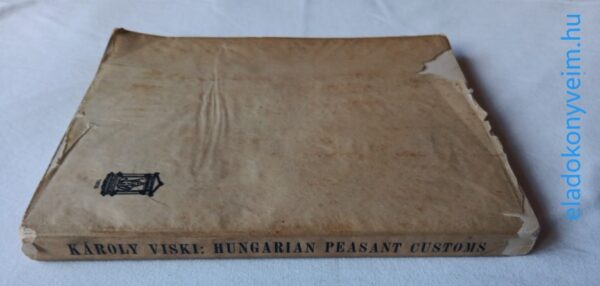 KÁROLY VISKI: HUNGARIAN PEASANT CUSTOMS
eladokonyveim.hu